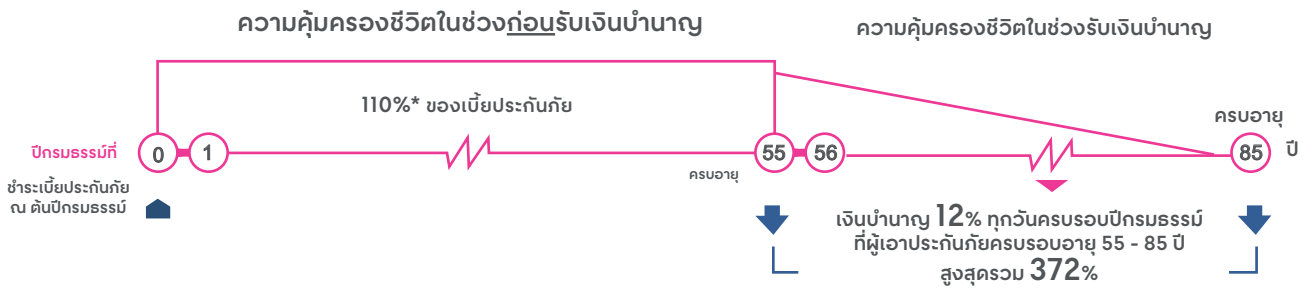 ความคุ้มครองชีวิตในช่วงก่อนรับเงินบำนาญ
ความคุ้มครองชีวิตในช่วงรับเงินบำนาญ
110%* ของเบี้ยประกันภัย
ครบอายุ
ปีกรมธรรม์ที่ 0 1 55 56 85 ปี
ครบอายุ
ชำระเบี้ยประกันภัย
ณ ต้นปีกรมธรรม์
เงินบำนาญ 12% ทุกวันครบรอบปีกรมธรรม์
ที่ผู้เอาประกันภัยครบรอบอายุ 55 - 85 ปี
สูงสุดรวม 372%